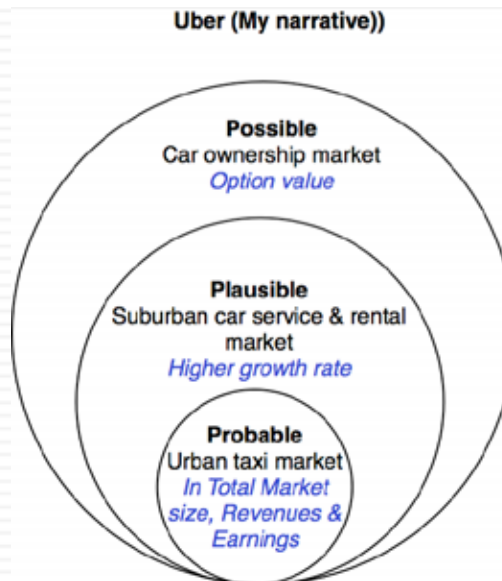 Uber (My narrative))
Possible
Car ownership market
Option value
Plausible
Suburban car service & rental
market
Higher growth rate
Probable
Urban taxi market
In Total Market
size, Revenues &
Earnings